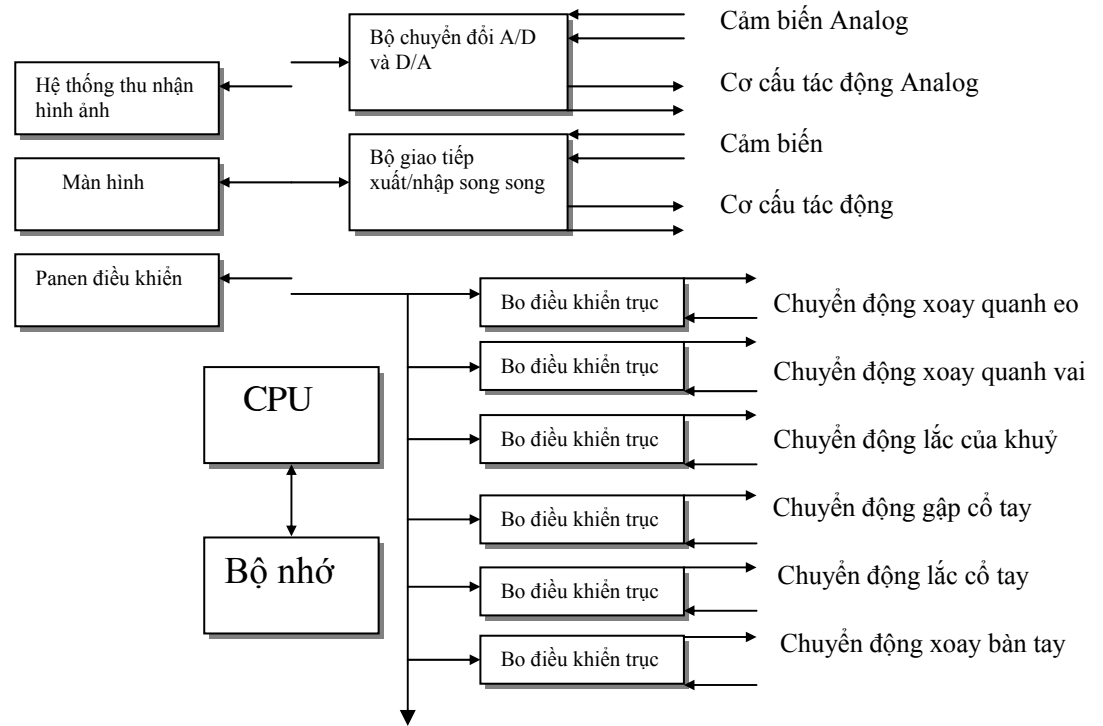 Bộ chuyển đổi A/D
và D/A
Cảm biến Analog
Cơ cấu tác động Analog
Hệ thống thu nhận
hình ảnh
Bộ giao tiếp
xuất/nhập song song
Cảm biến
Cơ cấu tác động
Màn hình
Panen điều khiển
Bo điều khiển trục
Chuyển động xoay quanh eo
Bo điều khiển trục
Chuyển động xoay quanh vai
CPU
Bo điều khiển trục
Chuyển động lắc của khuỷ
Bo điều khiển trục
Chuyển động gập cổ tay
Bộ nhớ
Bo điều khiển trục
Chuyển động lắc cổ tay
Bo điều khiển trục
Chuyển động xoay bàn tay